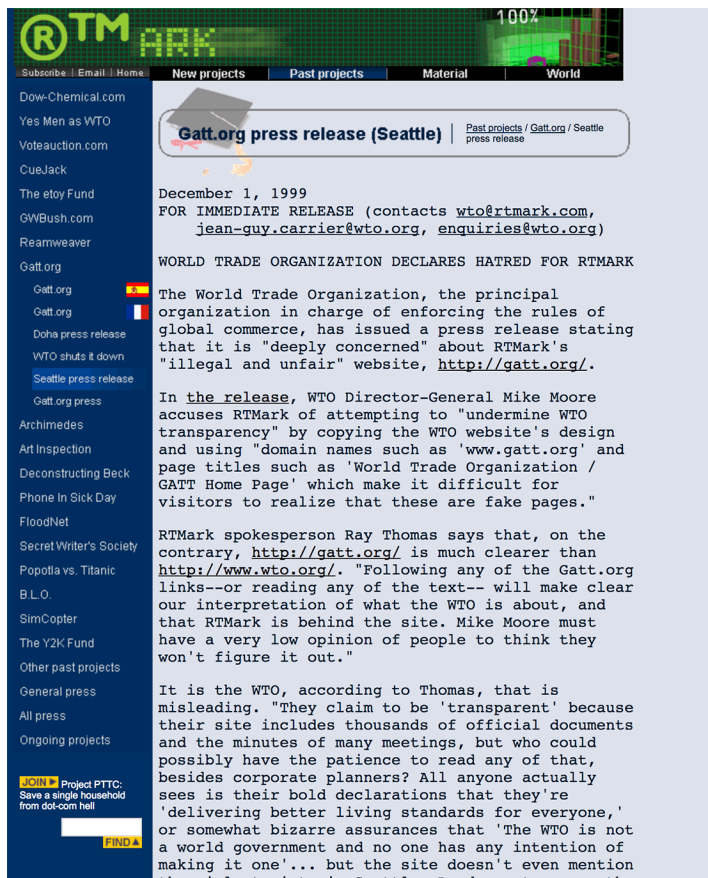 ®TMARK
100%
Subscribe | Email | Home
New projects | Past projects | Material | World
Dow-Chemical.com
Yes Men as WTO
Voteauction.com
CueJack
The etoy Fund
GWBush.com
Reamweaver
Gatt.org
Gatt.org
Gatt.org
Doha press release
WTO shuts it down
Seattle press release
Gatt.org press
Archimedes
Art Inspection
Deconstructing Beck
Phone In Sick Day
FloodNet
Secret Writer's Society
Popotla vs. Titanic
B.L.O.
SimCopter
The Y2K Fund
Other past projects
General press
All press
Ongoing projects
JOIN Project PTTC:
Save a single household
from dot-com hell
FIND
Gatt.org press release (Seattle)
Past projects / Gatt.org / Seattle
press release
December 1, 1999
FOR IMMEDIATE RELEASE (contacts wto@rtmark.com,
jean-guy.carrier@wto.org, enquiries@wto.org)
WORLD TRADE ORGANIZATION DECLARES HATRED FOR RTMARK
The World Trade Organization, the principal
organization in charge of enforcing the rules of
global commerce, has issued a press release stating
that it is "deeply concerned" about RTMark's
"illegal and unfair" website, http://gatt.org/.
In the release, WTO Director-General Mike Moore
accuses RTMark of attempting to "undermine WTO
transparency" by copying the WTO website's design
and using "domain names such as 'www.gatt.org' and
page titles such as 'World Trade Organization /
GATT Home Page' which make it difficult for
visitors to realize that these are fake pages."
RTMark spokesperson Ray Thomas says that, on the
contrary, http://gatt.org/ is much clearer than
http://www.wto.org/. "Following any of the Gatt.org
links--or reading any of the text-- will make clear
our interpretation of what the WTO is about, and
that RTMark is behind the site. Mike Moore must
have a very low opinion of people to think they
won't figure it out."
It is the WTO, according to Thomas, that is
misleading. "They claim to be 'transparent' because
their site includes thousands of official documents
and the minutes of many meetings, but who could
possibly have the patience to read any of that,
besides corporate planners? All anyone actually
sees is their bold declarations that they're
'delivering better living standards for everyone,'
or somewhat bizarre assurances that 'The WTO is not
a world government and no one has any intention of
making it one'... but the site doesn't even mention